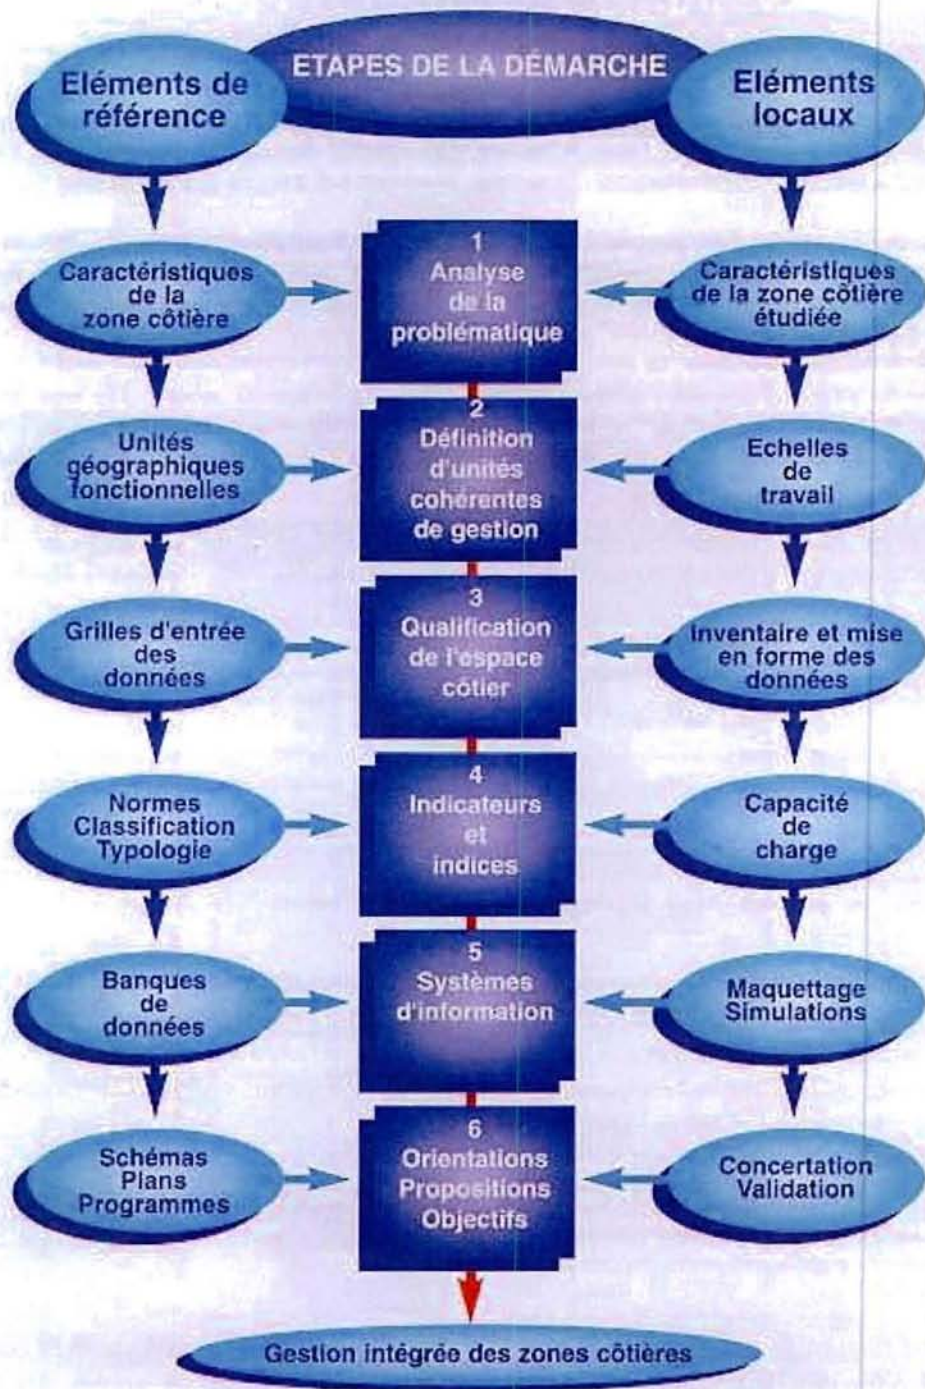 ETAPES DE LA DÉMARCHE
Eléments de
référence
Eléments
locaux
Caractéristiques
de la
zone côtière
1
Analyse
de la
problématique
Caractéristiques
de la zone côtière
étudiée
Unités
géographiques
fonctionnelles
2
Définition
d'unités
cohérentes
de gestion
Echelles
de
travail
Grilles d'entrée
des
données
3
Qualification
de l'espace
côtier
Inventaire et mise
en forme des
données
Normes
Classification
Typologie
4
Indicateurs
et
indices
Capacité
de
charge
Banques
de
données
5
Systèmes
d'information
Maquettage
Simulations
Schémas
Plans
Programmes
6
Orientations
Propositions
Objectifs
Concertation
Validation
Gestion intégrée des zones côtières